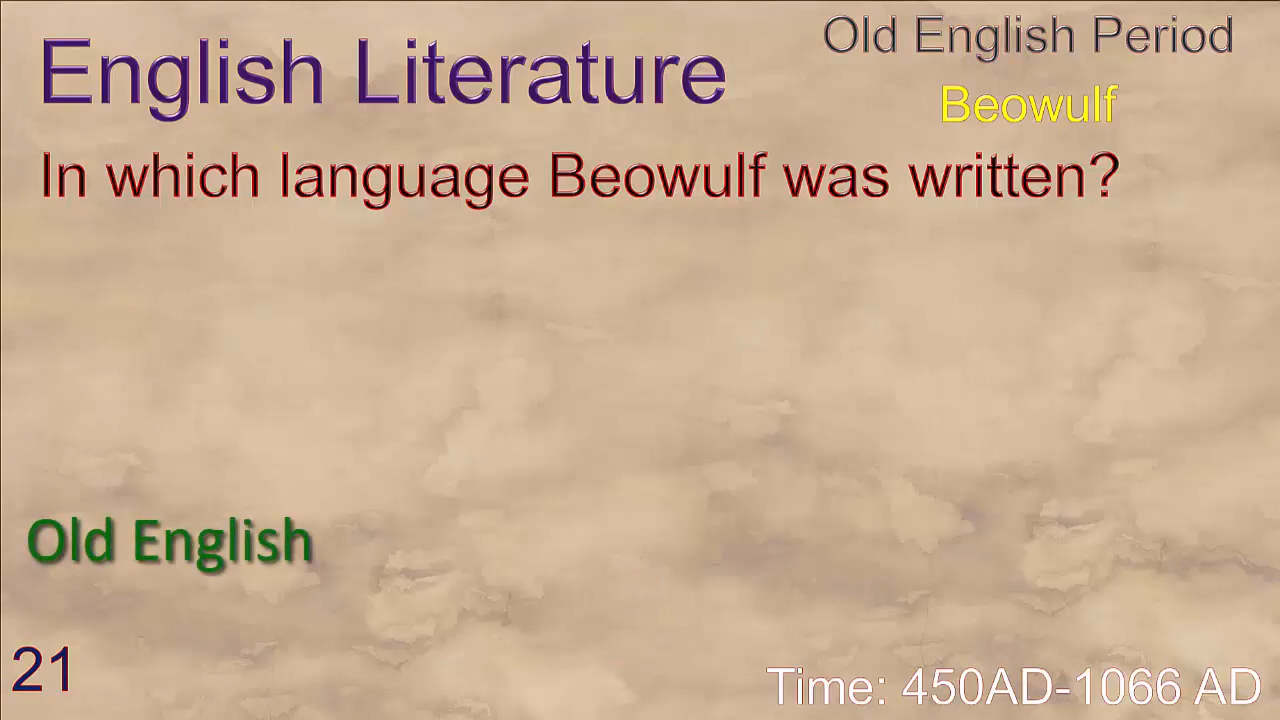 English Literature
Old English Period
Beowulf
In which language Beowulf was written?
Old English
21
Time: 450AD-1066 AD